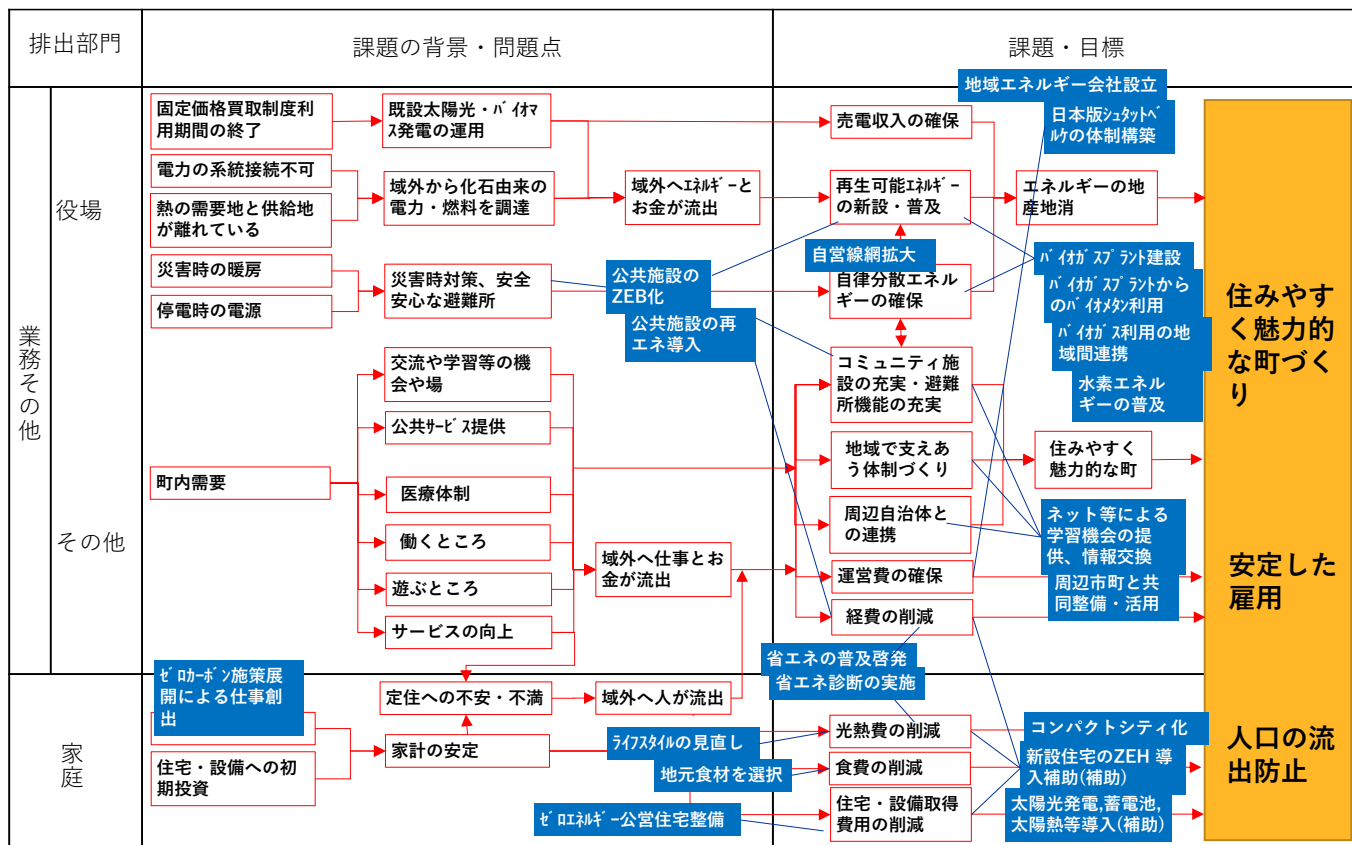 排出部門
課題の背景・問題点
課題・目標
業務その他
役場
その他
家庭
固定価格買取制度利
用期間の終了
既設太陽光・ﾊﾞｲｵﾏ
ｽ発電の運用
電力の系統接続不可
熱の需要地と供給地
が離れている
域外から化石由来の
電力・燃料を調達
域外へｴﾈﾙｷﾞｰと
お金が流出
災害時の暖房
停電時の電源
災害時対策、安全
安心な避難所
公共施設の
ZEB化
公共施設の再
エネ導入
町内需要
交流や学習等の機
会や場
公共ｻｰﾋﾞｽ提供
医療体制
働くところ
遊ぶところ
サービスの向上
域外へ仕事とお
金が流出
ｾﾞﾛｶｰﾎﾞﾝ施策展
開による仕事創
出
住宅・設備への初
期投資
定住への不安・不満
域外へ人が流出
家計の安定
ﾗｲﾌｽﾀｲﾙの見直し
地元食材を選択
ｾﾞﾛｴﾈﾙｷﾞｰ公営住宅整備
地域エネルギー会社設立
日本版ｼｭﾀｯﾄﾍﾞ
ﾙｹの体制構築
売電収入の確保
再生可能ｴﾈﾙｷﾞｰ
の新設・普及
エネルギーの地
産地消
自営線網拡大
自律分散エネル
ギーの確保
ﾊﾞｲｵｶﾞｽﾌﾟﾗﾝﾄ建設
ﾊﾞｲｵｶﾞｽﾌﾟﾗﾝﾄから
のバイオメタン利用
ﾊﾞｲｵｶﾞｽ利用の地
域間連携
水素エネル
ギーの普及
コミュニティ施
設の充実・避難
所機能の充実
地域で支えあ
う体制づくり
住みやすく
魅力的な町
周辺自治体と
の連携
ネット等による
学習機会の提
供、情報交換
周辺市町と共
同整備・活用
運営費の確保
経費の削減
省エネの普及啓発
省エネ診断の実施
光熱費の削減
食費の削減
住宅・設備取得
費用の削減
コンパクトシティ化
新設住宅のZEH 導
入補助(補助)
太陽光発電,蓄電池,
太陽熱等導入(補助)
住みやす
く魅力的
な町づく
り
安定した
雇用
人口の流
出防止